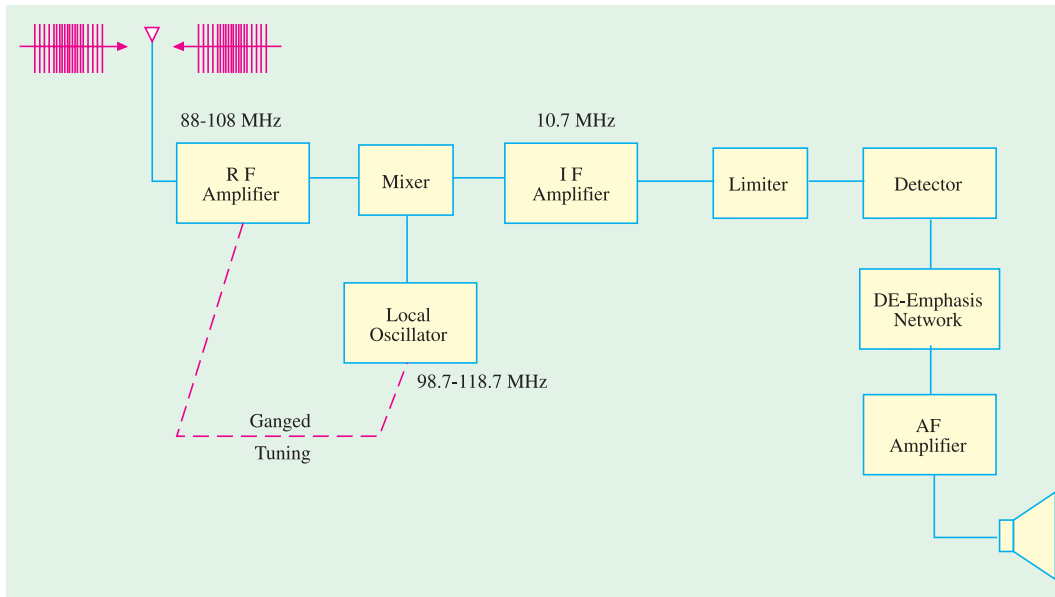 88-108 MHz
10.7 MHz
R F
Amplifier
Mixer
I F
Amplifier
Limiter
Detector
Local
Oscillator
DE-Emphasis
Network
98.7-118.7 MHz
Ganged
Tuning
AF
Amplifier